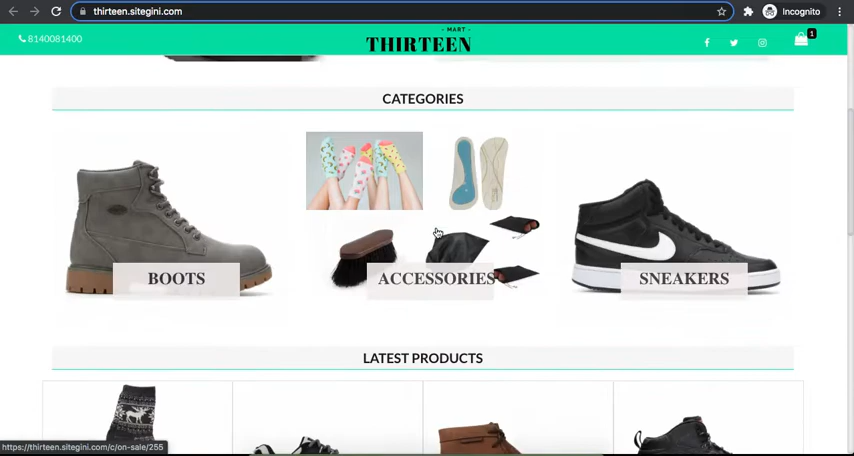 thirteen.sitegini.com
Incognito
8140081400
- MART -
THIRTEEN
1
CATEGORIES
BOOTS
ACCESSORIES
SNEAKERS
LATEST PRODUCTS
https://thirteen.sitegini.com/c/on-sale/255